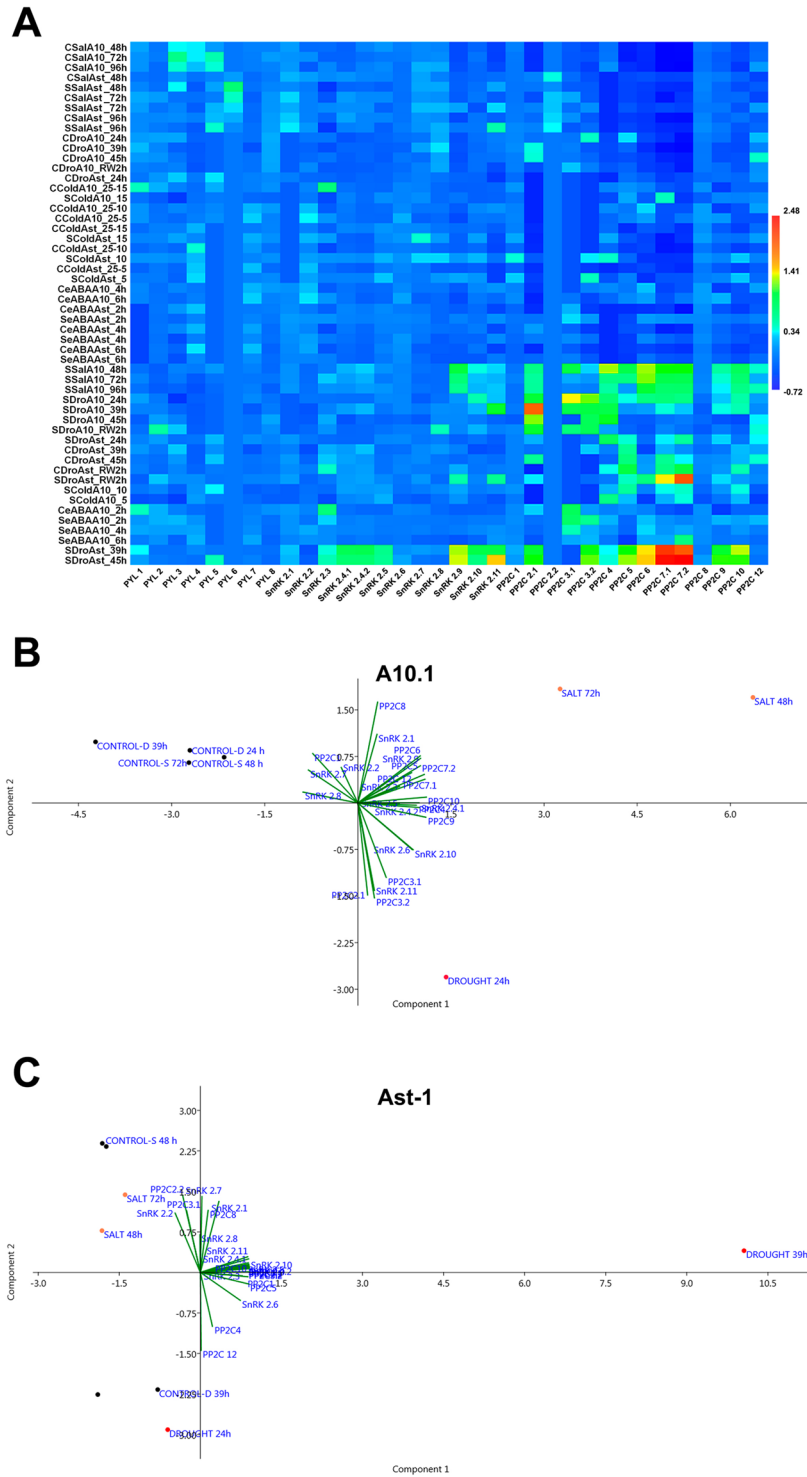 A
CSalA10_48h
CSalA10_72h
CSalA10_96h
CSalAst_48h
SSalAst_48h
CSalAst_72h
SSalAst_72h
CSalAst_96h
SSalAst_96h
CDroA10_24h
CDroA10_39h
CDroA10_45h
CDroA10_RW2h
CDroAst_24h
CColdA10_25-15
SColdA10_15
CColdA10_25-10
CColdA10_25-5
CColdAst_25-15
SColdAst_15
CColdAst_25-10
SColdAst_10
CColdAst_25-5
SColdAst_5
CeABAA10_4h
CeABAA10_6h
CeABAAst_2h
SeABAAst_2h
CeABAAst_4h
SeABAAst_4h
CeABAAst_6h
SeABAAst_6h
SSalA10_48h
SSalA10_72h
SSalA10_96h
SDroA10_24h
SDroA10_39h
SDroA10_45h
SDroA10_RW2h
SDroAst_24h
CDroAst_39h
CDroAst_45h
CDroAst_RW2h
SDroAst_RW2h
SColdA10_10
SColdA10_5
CeABAA10_2h
SeABAA10_2h
SeABAA10_4h
SeABAA10_6h
SDroAst_39h
SDroAst_45h
2.48
1.41
0.34
-0.72
PYL 1
PYL 2
PYL 3
PYL 4
PYL 5
PYL 6
PYL 7
PYL 8
SnRK 2.1
SnRK 2.2
SnRK 2.3
SnRK 2.4.1
SnRK 2.4.2
SnRK 2.5
SnRK 2.6
SnRK 2.7
SnRK 2.8
SnRK 2.9
SnRK 2.10
SnRK 2.11
PP2C 1
PP2C 2.1
PP2C 2.2
PP2C 3.1
PP2C 3.2
PP2C 4
PP2C 5
PP2C 6
PP2C 7.1
PP2C 7.2
PP2C 8
PP2C 9
PP2C 10
PP2C 12
B
A10.1
SALT 72h
SALT 48h
1.50
PP2C8
SnRK 2.1
CONTROL-D 39h
CONTROL-D 24 h
CONTROL-S 72h
CONTROL-S 48 h
0.75
PP2C1
PP2C6
PP2C5
PP2C7.2
SnRK 2.2
SnRK 2.7
PP2C7.1
SnRK 2.8
PP2C10
PP2C9
-4.5
-3.0
-1.5
3.0
4.5
6.0
Component 2
-0.75
SnRK 2.6
SnRK 2.10
PP2C3.1
SnRK 2.11
PP2C3.2
-1.50
-2.25
DROUGHT 24h
-3.00
Component 1
C
Ast-1
3.00
CONTROL-S 48 h
2.25
PP2C2.2
SnRK 2.7
1.50
SALT 72h
PP2C3.1
SnRK 2.1
SnRK 2.2
PP2C8
0.75
SALT 48h
SnRK 2.8
SnRK 2.11
SnRK 2.10
DROUGHT 39h
-3.0
-1.5
3.0
4.5
6.0
7.5
9.0
10.5
Component 2
PP2C1
PP2C5
SnRK 2.6
-0.75
PP2C4
-1.50
PP2C 12
CONTROL-D 39h
-2.25
DROUGHT 24h
-3.00
Component 1